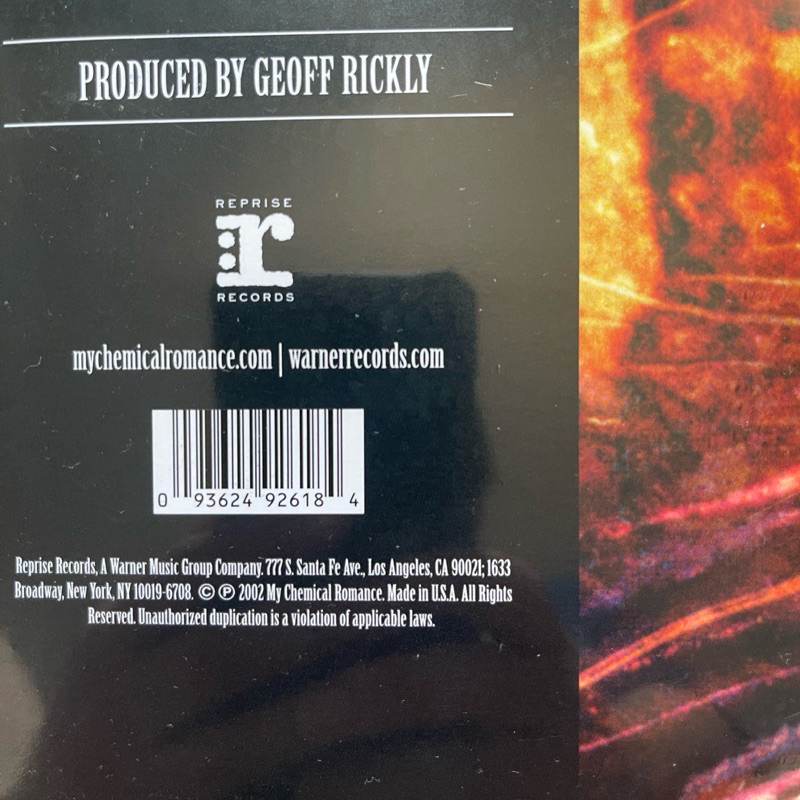 PRODUCED BY GEOFF RICKLY
REPRISE
r
RECORDS
mychemicalromance.com | warnerrecords.com
0 93624 92618 4
Reprise Records, A Warner Music Group Company. 777 S. Santa Fe Ave., Los Angeles, CA 90021; 1633
Broadway, New York, NY 10019-6708. © ℗ 2002 My Chemical Romance. Made in U.S.A. All Rights
Reserved. Unauthorized duplication is a violation of applicable laws.